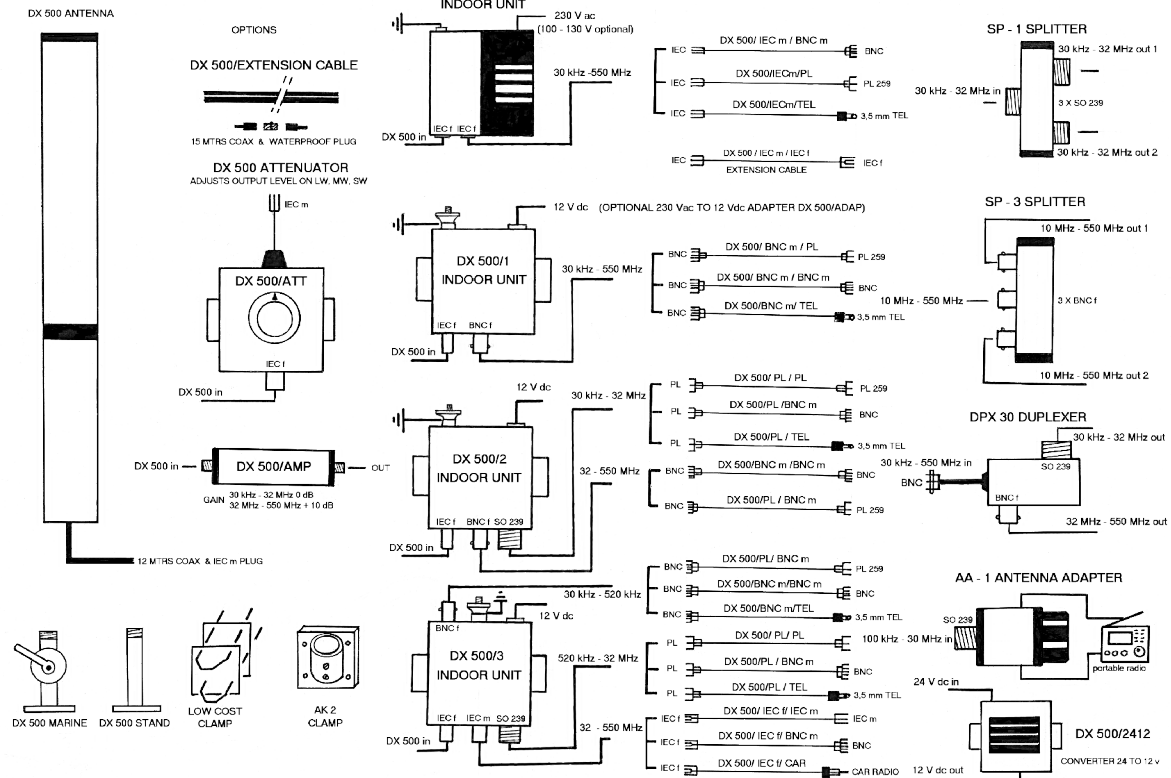 DX 500 ANTENNA
OPTIONS
DX 500/EXTENSION CABLE
15 MTRS COAX & WATERPROOF PLUG
DX 500 ATTENUATOR
ADJUSTS OUTPUT LEVEL ON LW, MW, SW
IEC m
DX 500/ATT
IEC f
DX 500 in
DX 500 in
DX 500/AMP
OUT
GAIN
30 kHz - 32 MHz 0 dB
32 MHz - 550 MHz + 10 dB
12 MTRS COAX & IEC m PLUG
DX 500 MARINE
DX 500 STAND
LOW COST
CLAMP
AK 2
CLAMP
INDOOR UNIT
230 V ac
(100 - 130 V optional)
30 kHz -550 MHz
IEC f IEC f
DX 500 in
12 V dc (OPTIONAL 230 Vac TO 12 Vdc ADAPTER DX 500/ADAP)
DX 500/1
INDOOR UNIT
30 kHz - 550 MHz
IEC f BNC f
DX 500 in
12 V dc
30 kHz - 32 MHz
DX 500/2
INDOOR UNIT
32 - 550 MHz
IEC f BNC f SO 239
DX 500 in
30 kHz - 520 kHz
12 V dc
BNC f
DX 500/3
INDOOR UNIT
520 kHz - 32 MHz
IEC f IEC m SO 239
32 - 550 MHz
DX 500 in
IEC DX 500/ IEC m / BNC m BNC
IEC DX 500/IECm/PL PL 259
IEC DX 500/IECm/TEL 3,5 mm TEL
IEC DX 500 / IEC m / IEC f IEC f
EXTENSION CABLE
BNC DX 500/ BNC m / PL PL 259
BNC DX 500/ BNC m / BNC m BNC
BNC DX 500/BNC m/ TEL 3,5 mm TEL
PL DX 500/ PL / PL PL 259
PL DX 500/PL /BNC m BNC
PL DX 500/PL / TEL 3,5 mm TEL
BNC DX 500/BNC m /BNC m BNC
BNC DX 500/PL / BNC m PL 259
BNC DX 500/PL/ BNC m PL 259
BNC DX 500/BNC m/BNC m BNC
BNC DX 500/BNC m/TEL 3,5 mm TEL
PL DX 500/ PL/ PL
PL DX 500/PL / BNC m BNC
PL DX 500/PL / TEL 3,5 mm TEL
IEC f DX 500/ IEC f/ IEC m IEC m
IEC f DX 500/ IEC f/ BNC m BNC
IEC f DX 500/ IEC f/ CAR CAR RADIO
SP - 1 SPLITTER
30 kHz - 32 MHz out 1
30 kHz - 32 MHz in
3 X SO 239
30 kHz - 32 MHz out 2
SP - 3 SPLITTER
10 MHz - 550 MHz out 1
10 MHz - 550 MHz
3 X BNC f
10 MHz - 550 MHz out 2
DPX 30 DUPLEXER
30 kHz - 32 MHz out
30 kHz - 550 MHz in
SO 239
BNC
BNC f
32 MHz - 550 MHz out
AA - 1 ANTENNA ADAPTER
SO 239
100 kHz - 30 MHz in
portable radio
24 V dc in
DX 500/2412
CONVERTER 24 TO 12 v
12 V dc out